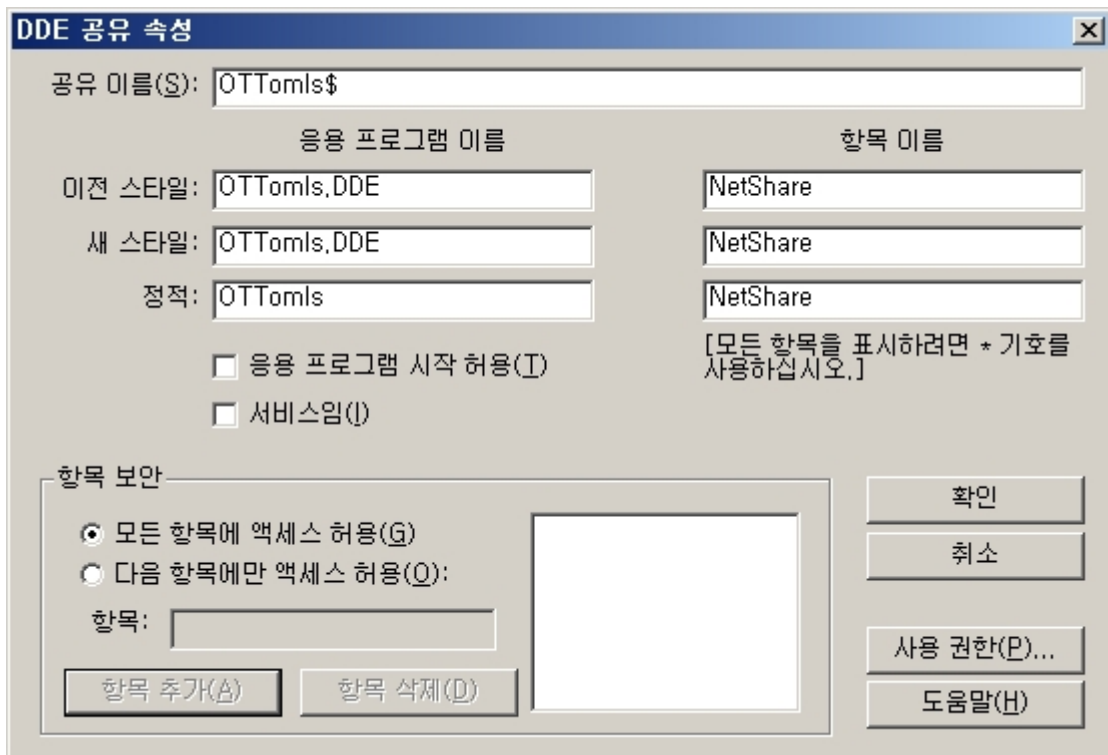 DDE 공유 속성
공유 이름(S): OTTomls$
응용 프로그램 이름 항목 이름
이전 스타일: OTTomls,DDE NetShare
새 스타일: OTTomls,DDE NetShare
정적: OTTomls NetShare
[모든 항목을 표시하려면 * 기호를
사용하십시오.]
응용 프로그램 시작 허용(T)
서비스임(I)
항목 보안
모든 항목에 액세스 허용(G)
다음 항목에만 액세스 허용(O):
항목:
항목 추가(A) 항목 삭제(D)
확인
취소
사용 권한(P)...
도움말(H)